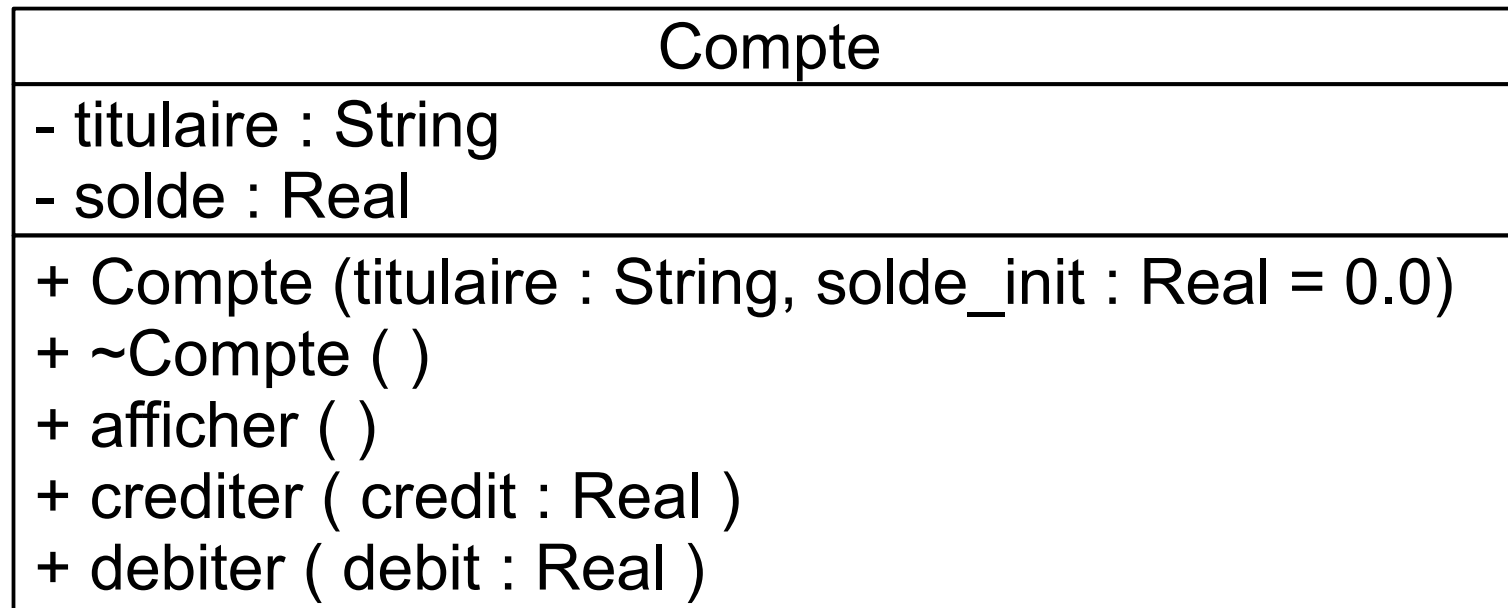 Compte
- titulaire : String
- solde : Real
+ Compte (titulaire : String, solde_init : Real = 0.0)
+ ~Compte ( )
+ afficher ( )
+ crediter ( credit : Real )
+ debiter ( debit : Real )